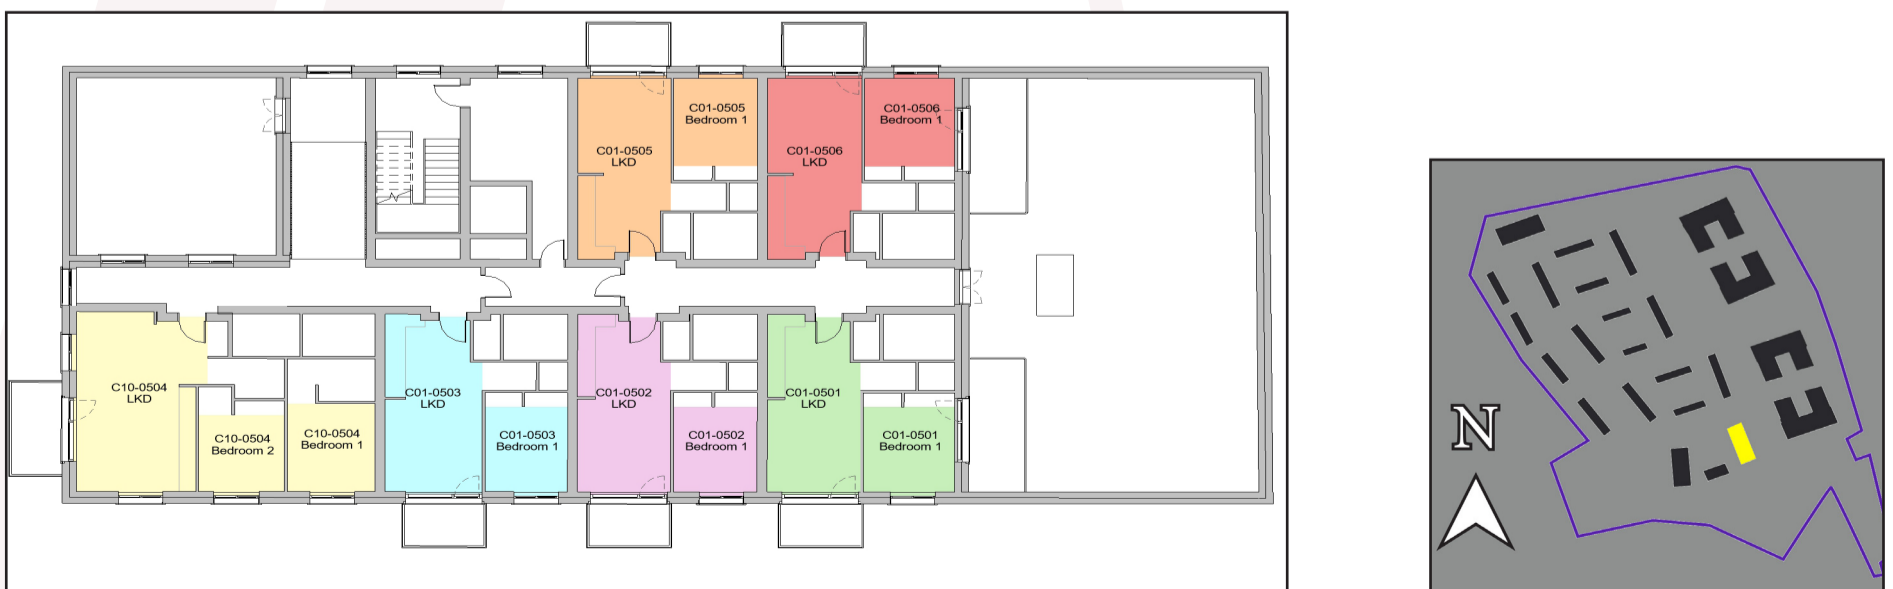 C01-0505
Bedroom 1
C01-0506
Bedroom 1
C01-0505
LKD
C01-0506
LKD
C10-0504
LKD
C01-0503
LKD
C01-0502
LKD
C01-0501
LKD
C10-0504
Bedroom 2
C10-0504
Bedroom 1
C01-0503
Bedroom 1
C01-0502
Bedroom 1
C01-0501
Bedroom 1
N